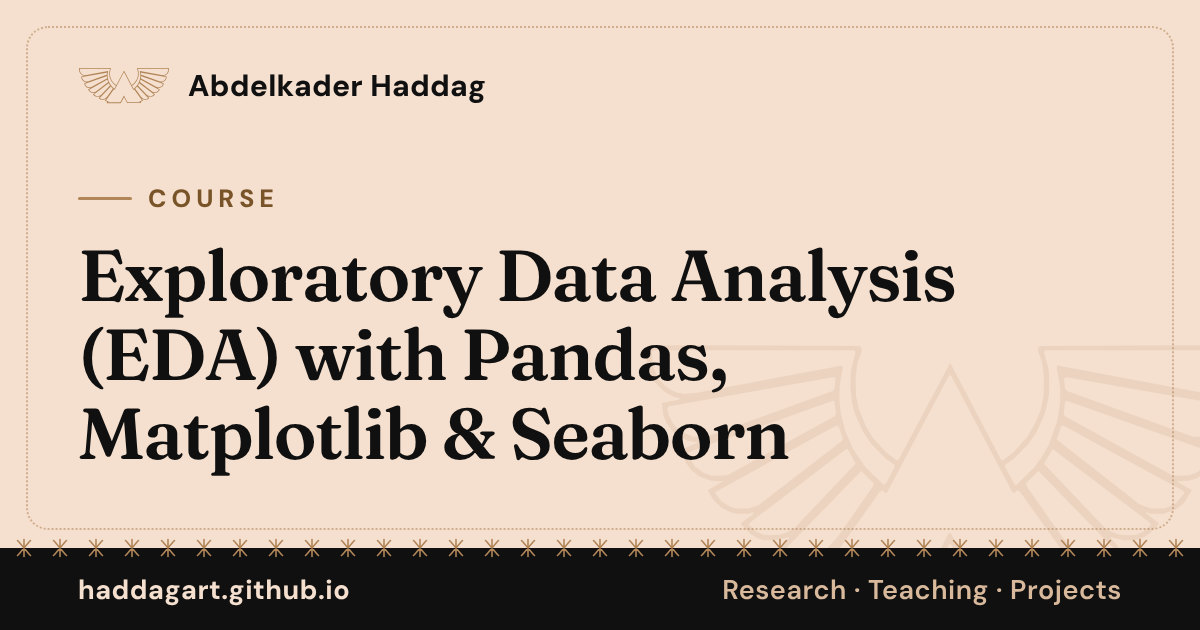 Abdelkader Haddag
COURSE
Exploratory Data Analysis
(EDA) with Pandas,
Matplotlib & Seaborn
haddagart.github.io
Research · Teaching · Projects